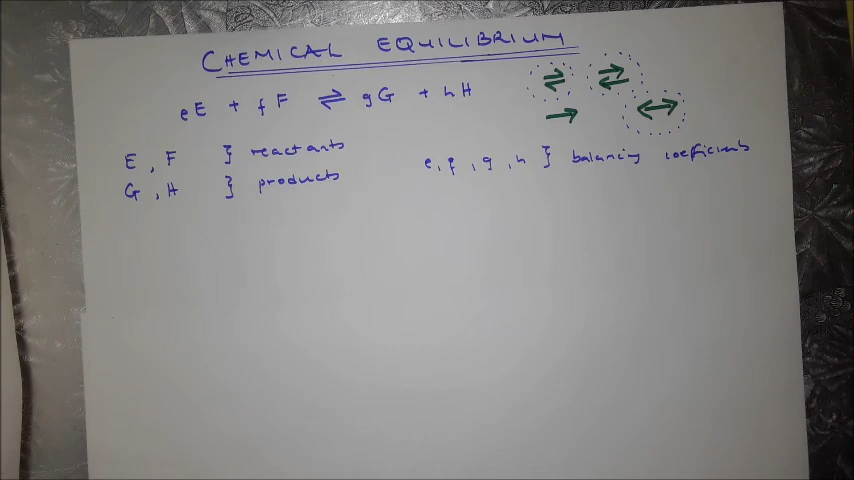 CHEMICAL EQUILIBRIUM
eE + fF ⇌ gG + hH
E, F } reactants
G, H } products
e, f, g, h } balancing coefficients